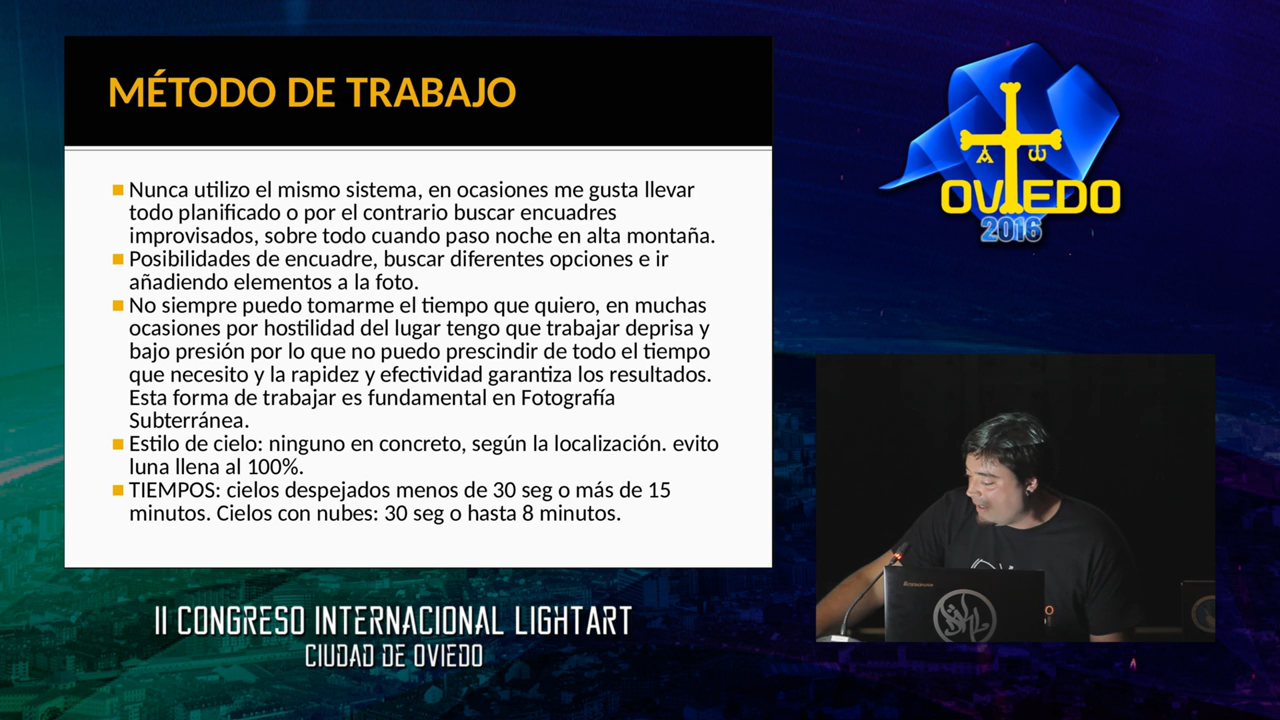 MÉTODO DE TRABAJO
Nunca utilizo el mismo sistema, en ocasiones me gusta llevar
todo planificado o por el contrario buscar encuadres
improvisados, sobre todo cuando paso noche en alta montaña.
Posibilidades de encuadre, buscar diferentes opciones e ir
añadiendo elementos a la foto.
No siempre puedo tomarme el tiempo que quiero, en muchas
ocasiones por hostilidad del lugar tengo que trabajar deprisa y
bajo presión por lo que no puedo prescindir de todo el tiempo
que necesito y la rapidez y efectividad garantiza los resultados.
Esta forma de trabajar es fundamental en Fotografía
Subterránea.
Estilo de cielo: ninguno en concreto, según la localización. evito
luna llena al 100%.
TIEMPOS: cielos despejados menos de 30 seg o más de 15
minutos. Cielos con nubes: 30 seg o hasta 8 minutos.
OVIEDO
2016
II CONGRESO INTERNACIONAL LIGHTART
CIUDAD DE OVIEDO